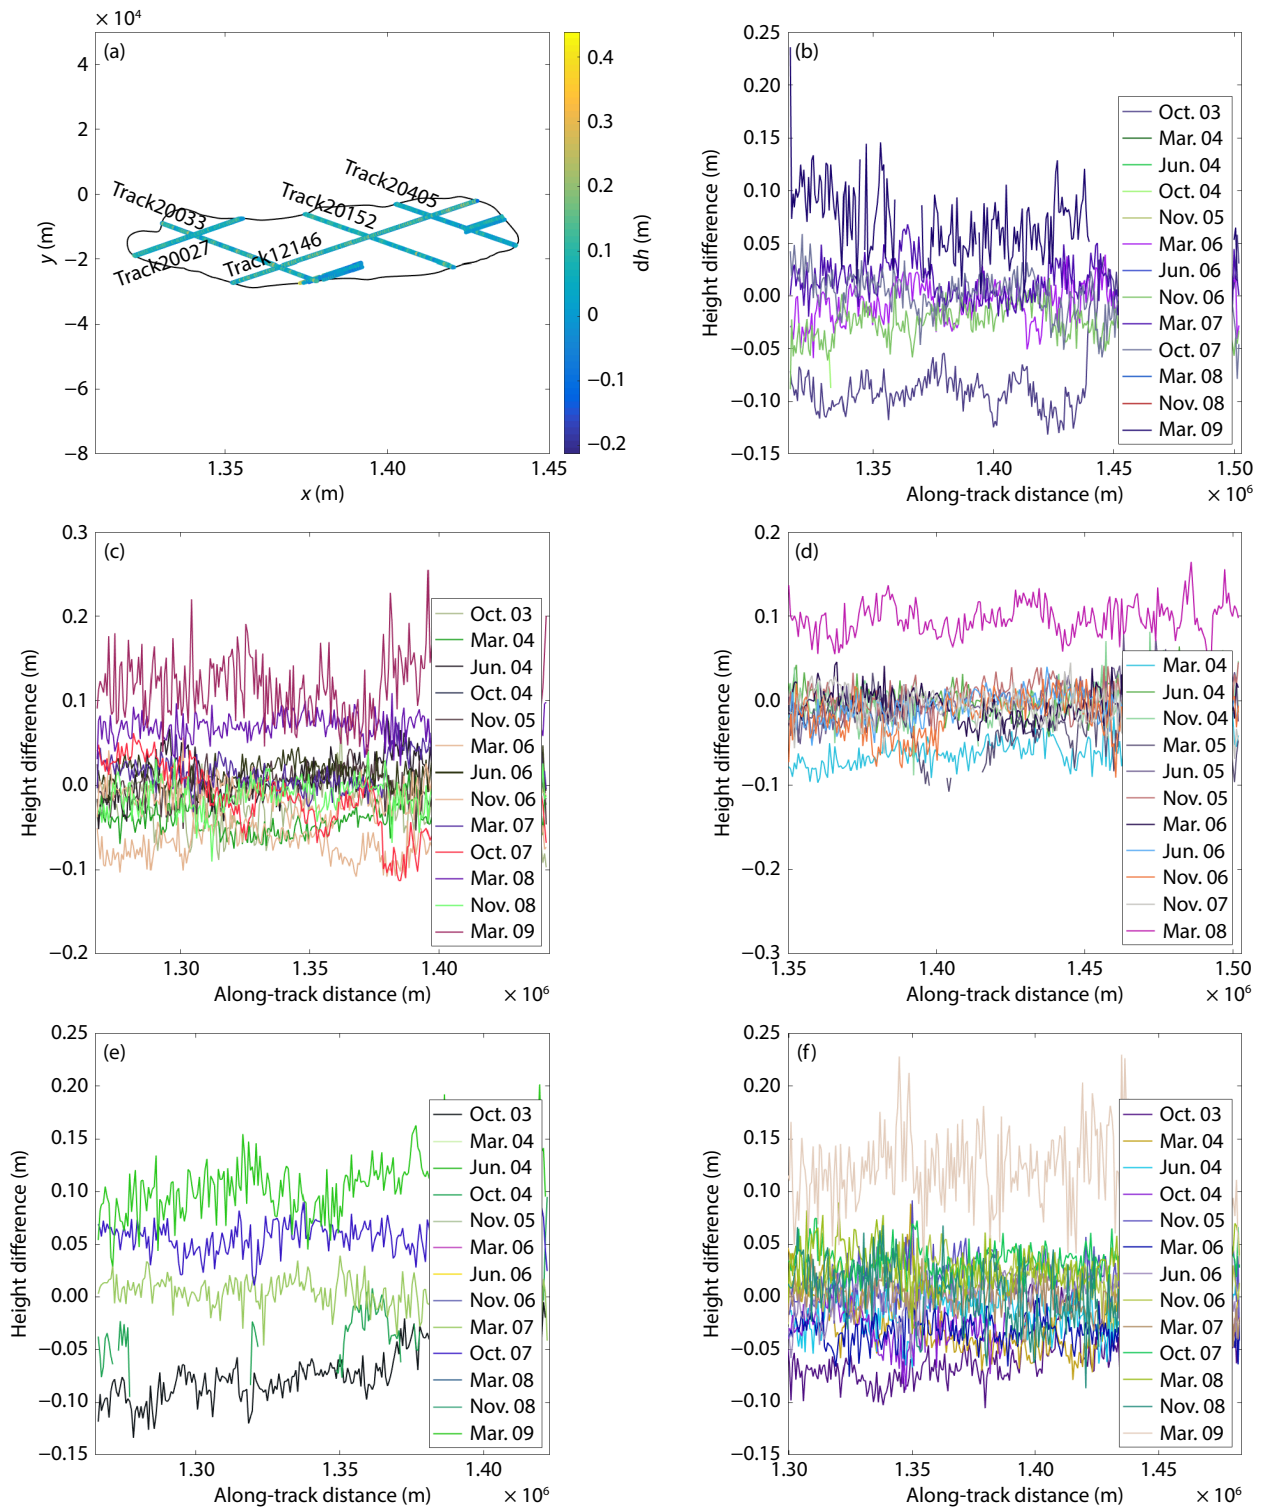 × 10⁴
(a)
4
2
0
−2
−4
−6
−8
y (m)
1.35
1.40
1.45
x (m)
Track20033
Track20027
Track20152
Track12146
Track20405
0.4
0.3
0.2
0.1
0
−0.1
−0.2
dh (m)
(b)
0.25
0.20
0.15
0.10
0.05
0.00
−0.05
−0.10
−0.15
Height difference (m)
Oct. 03
Mar. 04
Jun. 04
Oct. 04
Nov. 05
Mar. 06
Jun. 06
Nov. 06
Mar. 07
Oct. 07
Mar. 08
Nov. 08
Mar. 09
1.35
1.40
1.45
1.50
Along-track distance (m)
× 10⁶
(c)
0.3
0.2
0.1
0.0
−0.1
−0.2
Height difference (m)
Oct. 03
Mar. 04
Jun. 04
Oct. 04
Nov. 05
Mar. 06
Jun. 06
Nov. 06
Mar. 07
Oct. 07
Mar. 08
Nov. 08
Mar. 09
1.30
1.35
1.40
Along-track distance (m)
× 10⁶
(d)
0.2
0.1
0.0
−0.1
−0.2
−0.3
Height difference (m)
Mar. 04
Jun. 04
Nov. 04
Mar. 05
Jun. 05
Nov. 05
Mar. 06
Jun. 06
Nov. 06
Nov. 07
Mar. 08
1.35
1.40
1.45
1.50
Along-track distance (m)
× 10⁶
(e)
0.25
0.20
0.15
0.10
0.05
0.00
−0.05
−0.10
−0.15
Height difference (m)
Oct. 03
Mar. 04
Jun. 04
Oct. 04
Nov. 05
Mar. 06
Jun. 06
Nov. 06
Mar. 07
Oct. 07
Mar. 08
Nov. 08
Mar. 09
1.30
1.35
1.40
Along-track distance (m)
× 10⁶
(f)
0.25
0.20
0.15
0.10
0.05
0.00
−0.05
−0.10
−0.15
Height difference (m)
Oct. 03
Mar. 04
Jun. 04
Oct. 04
Nov. 05
Mar. 06
Jun. 06
Nov. 06
Mar. 07
Oct. 07
Mar. 08
Nov. 08
Mar. 09
1.30
1.35
1.40
1.45
Along-track distance (m)
× 10⁶